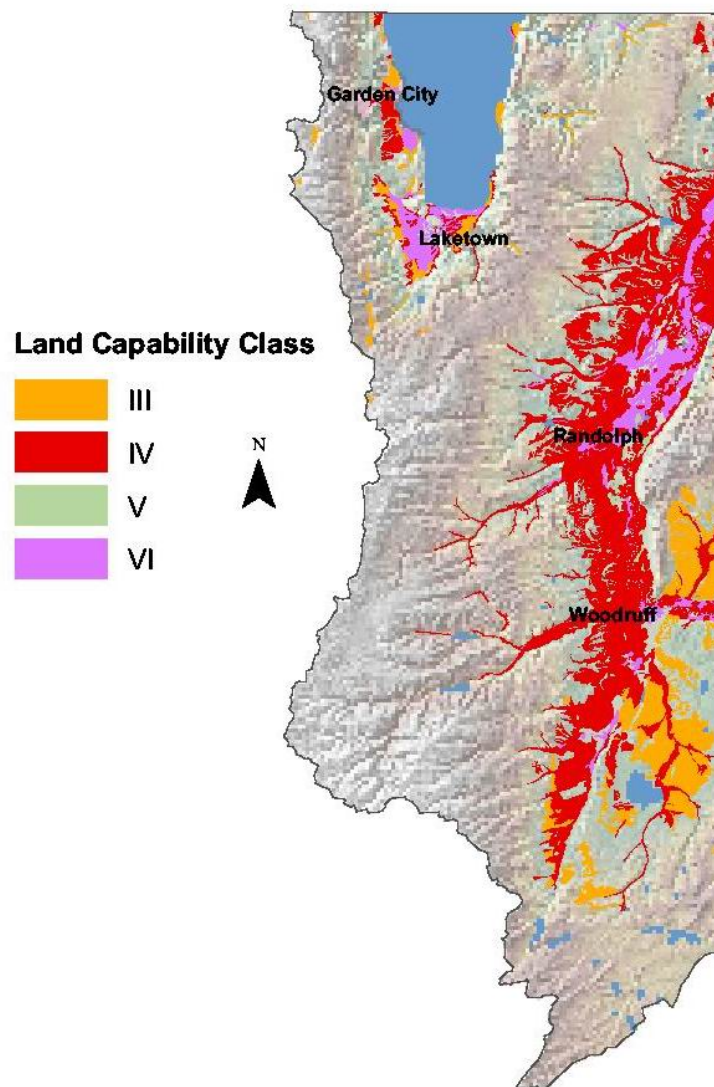 Garden City
Laketown
Land Capability Class
III
IV
V
VI
N
Randolph
Woodruff